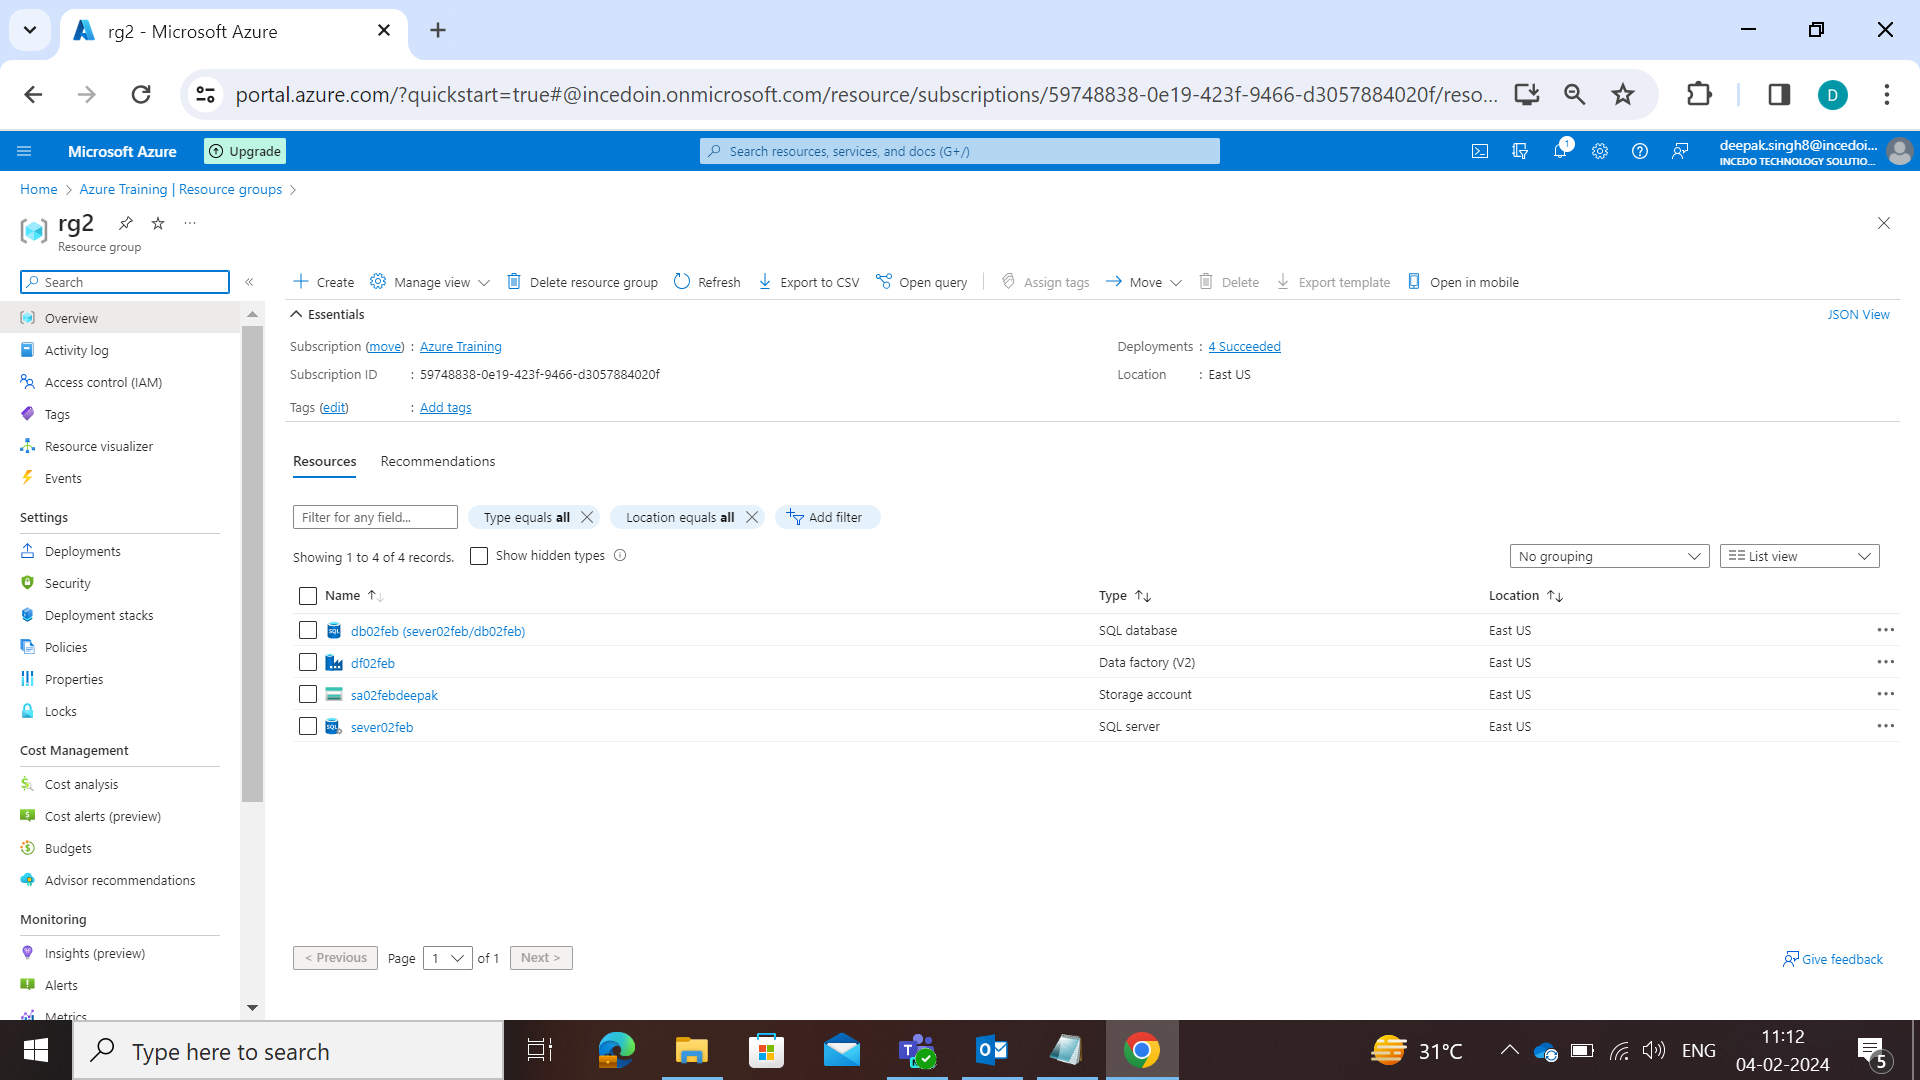 rg2 - Microsoft Azure
portal.azure.com/?quickstart=true#@incedoin.onmicrosoft.com/resource/subscriptions/59748838-0e19-423f-9466-d3057884020f/reso...
D
Microsoft Azure
Upgrade
Search resources, services, and docs (G+/)
1
deepak.singh8@incedoi...
INCEDO TECHNOLOGY SOLUTIO...
Home > Azure Training | Resource groups >
rg2
Resource group
Search
Create
Manage view
Delete resource group
Refresh
Export to CSV
Open query
Assign tags
Move
Delete
Export template
Open in mobile
Overview
Activity log
Access control (IAM)
Tags
Resource visualizer
Events
Settings
Deployments
Security
Deployment stacks
Policies
Properties
Locks
Cost Management
Cost analysis
Cost alerts (preview)
Budgets
Advisor recommendations
Monitoring
Insights (preview)
Alerts
Metrics
Essentials
JSON View
Subscription (move) : Azure Training
Deployments : 4 Succeeded
Subscription ID : 59748838-0e19-423f-9466-d3057884020f
Location : East US
Tags (edit) : Add tags
Resources Recommendations
Filter for any field...
Type equals all
Location equals all
Add filter
Showing 1 to 4 of 4 records.
Show hidden types
No grouping
List view
Name Type Location
db02feb (sever02feb/db02feb) SQL database East US
df02feb Data factory (V2) East US
sa02febdeepak Storage account East US
sever02feb SQL server East US
< Previous Page 1 of 1 Next >
Give feedback
Type here to search
31°C
ENG
11:12
04-02-2024
5